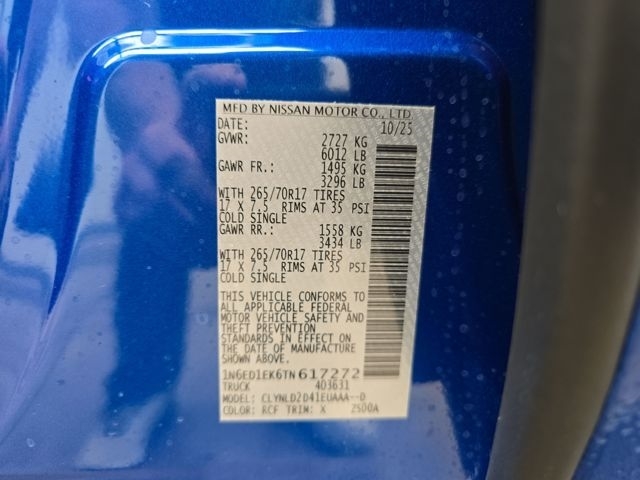 MFD BY NISSAN MOTOR CO., LTD.
DATE: 10/25
GVWR: 2727 KG
6012 LB
GAWR FR.: 1495 KG
3296 LB
WITH 265/70R17 TIRES
17 X 7.5 RIMS AT 35 PSI
COLD SINGLE
GAWR RR.: 1558 KG
3434 LB
WITH 265/70R17 TIRES
17 X 7.5 RIMS AT 35 PSI
COLD SINGLE
THIS VEHICLE CONFORMS TO
ALL APPLICABLE FEDERAL
MOTOR VEHICLE SAFETY AND
THEFT PREVENTION
STANDARDS IN EFFECT ON
THE DATE OF MANUFACTURE
SHOWN ABOVE.
1N6ED1EK6TN617272
TRUCK 403631
MODEL: CLYNLD2D41EUAAA--D
COLOR: RCF TRIM: X ZSOOA